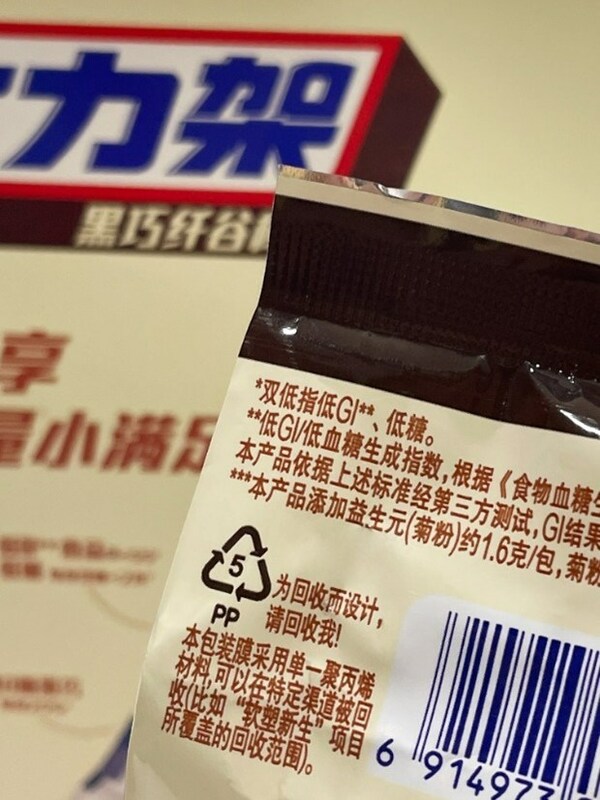 力架
黑巧纤谷
享
小满足
*双低指低GI**、低糖。
**低GI/低血糖生成指数,根据《食物血糖生
本产品依据上述标准经第三方测试,GI结果
***本产品添加益生元(菊粉)约1.6克/包,菊粉
5
PP
为回收而设计,
请回收我!
本包装膜采用单一聚丙烯
材料,可以在特定渠道被回
收(比如“软塑新生”项目
所覆盖的回收范围)。
6 914973